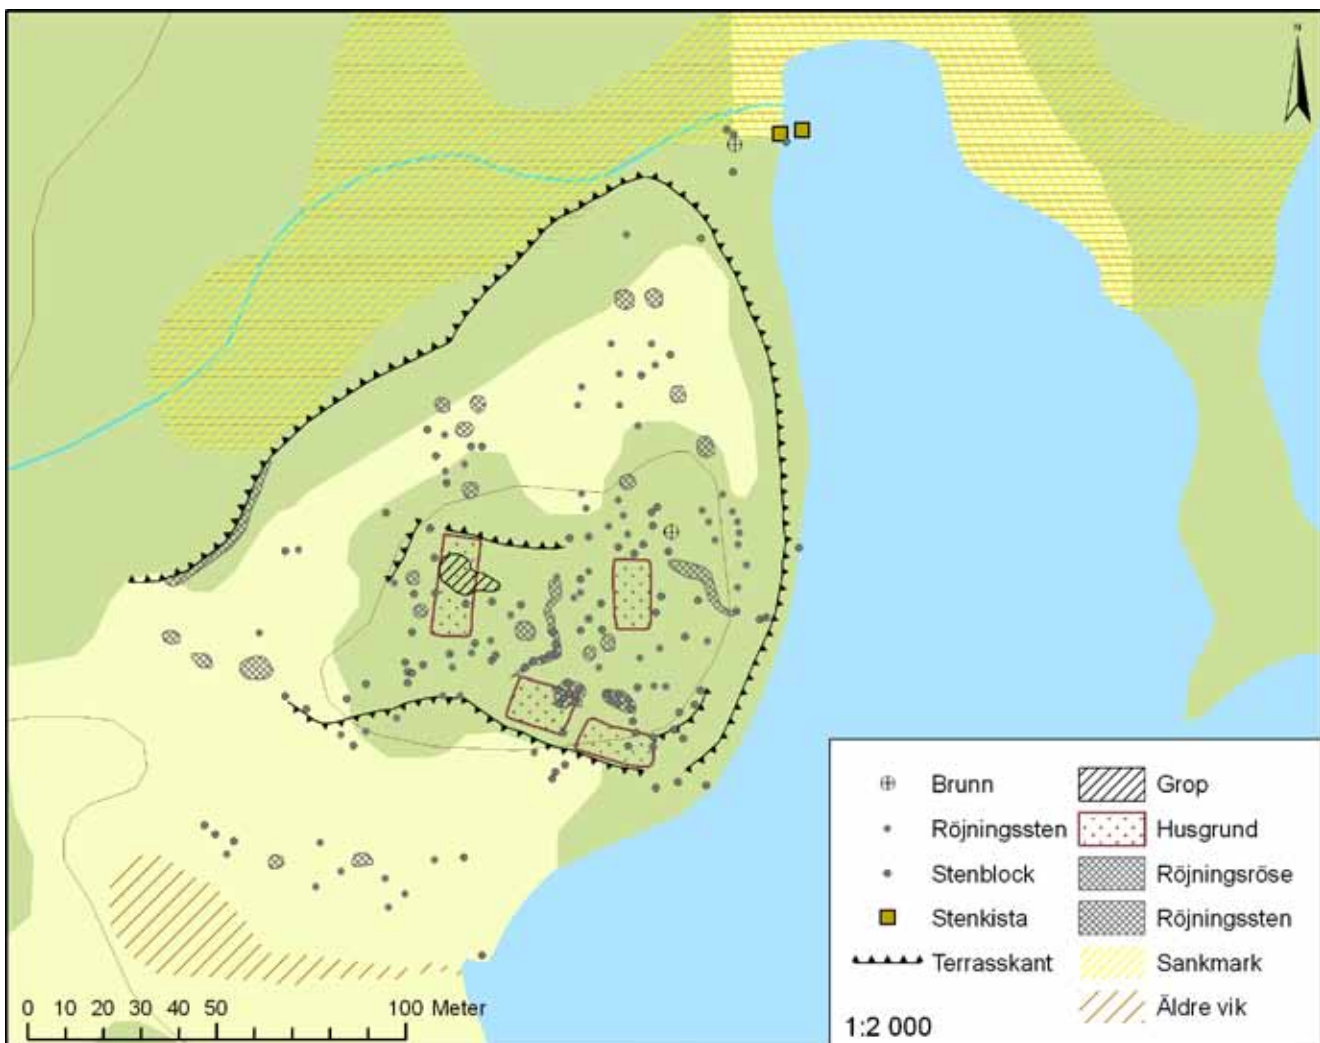 N
Brunn
Röjningssten
Stenblock
Stenkista
Terrasskant
Grop
Husgrund
Röjningsröse
Röjningssten
Sankmark
Äldre vik
1:2 000
0 10 20 30 40 50 100 Meter